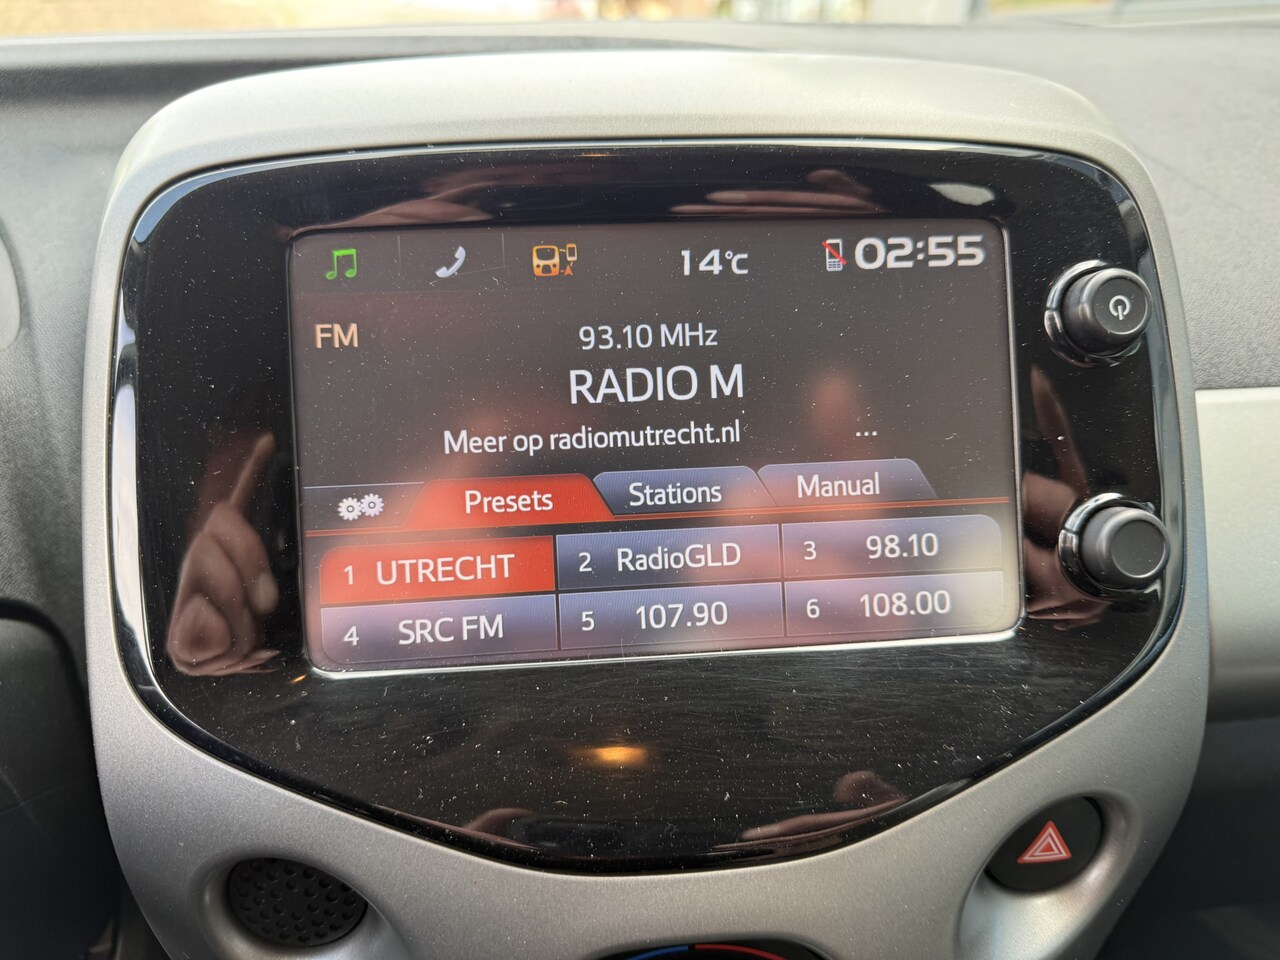 14°C 02:55
FM 93.10 MHz
RADIO M
Meer op radiomutrecht.nl ...
Presets Stations Manual
1 UTRECHT 2 RadioGLD 3 98.10
4 SRC FM 5 107.90 6 108.00